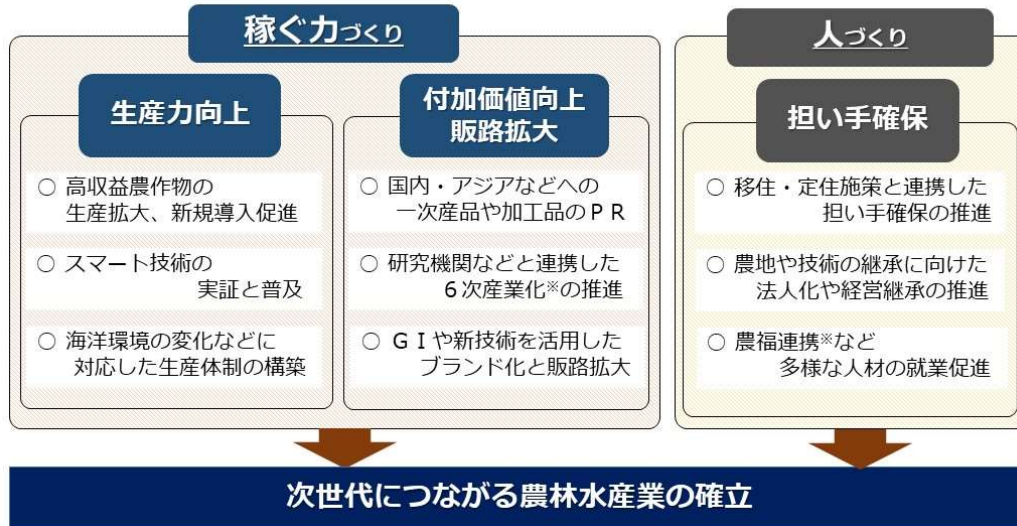 稼ぐ力づくり
生産力向上
○ 高収益農作物の
生産拡大、新規導入促進
○ スマート技術の
実証と普及
○ 海洋環境の変化などに
対応した生産体制の構築
付加価値向上
販路拡大
○ 国内・アジアなどへの
一次産品や加工品のＰＲ
○ 研究機関などと連携した
６次産業化※の推進
○ ＧＩや新技術を活用した
ブランド化と販路拡大
人づくり
担い手確保
○ 移住・定住施策と連携した
担い手確保の推進
○ 農地や技術の継承に向けた
法人化や経営継承の推進
○ 農福連携※など
多様な人材の就業促進
次世代につながる農林水産業の確立